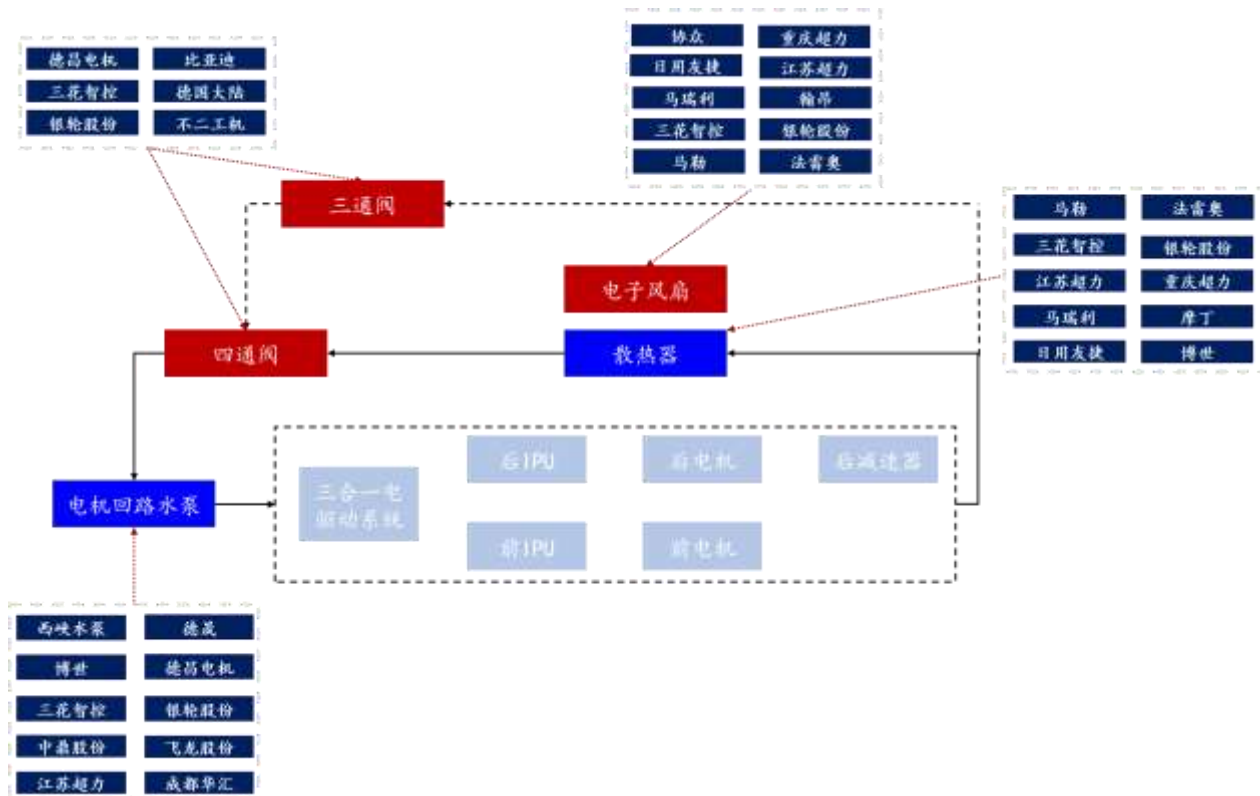 协众 重庆超力
日用友捷 江苏超力
马瑞利 翰昂
三花智控 银轮股份
马勒 法雷奥
德昌电机 比亚迪
三花智控 德国大陆
银轮股份 不二工机
三通阀
马勒 法雷奥
三花智控 银轮股份
江苏超力 重庆超力
马瑞利 摩丁
日用友捷 博世
电子风扇
四通阀
散热器
后IPU
后电机
后减速器
三合一电
驱动系统
电机回路水泵
前IPU
前电机
西峡水泵 德晟
博世 德昌电机
三花智控 银轮股份
中鼎股份 飞龙股份
江苏超力 成都华汇